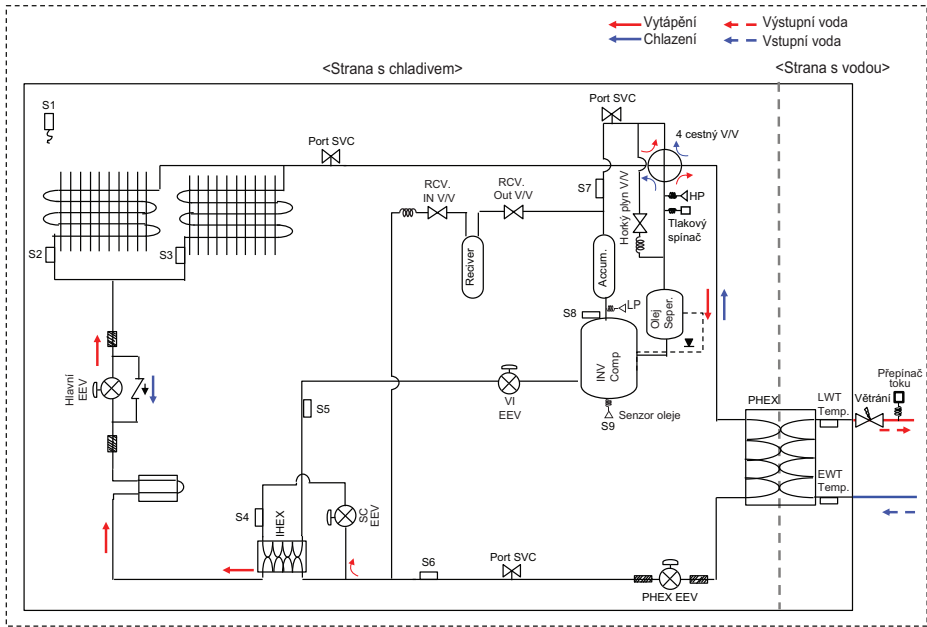 Vytápění
Chlazení
Výstupní voda
Vstupní voda
<Strana s chladivem>
<Strana s vodou>
S1
Port SVC
Port SVC
4 cestný V/V
RCV.
IN V/V
RCV.
Out V/V
S7
Horký plyn V/V
HP
Tlakový
spínač
S2
S3
Reciver
Accum.
LP
S8
Olej
Seper.
INV
Comp
Hlavní
EEV
VI
EEV
Senzor oleje
S9
S5
Přepínač
toku
PHEX
LWT
Temp.
Větrání
EWT
Temp.
S4
IHEX
SC
EEV
S6
Port SVC
PHEX EEV